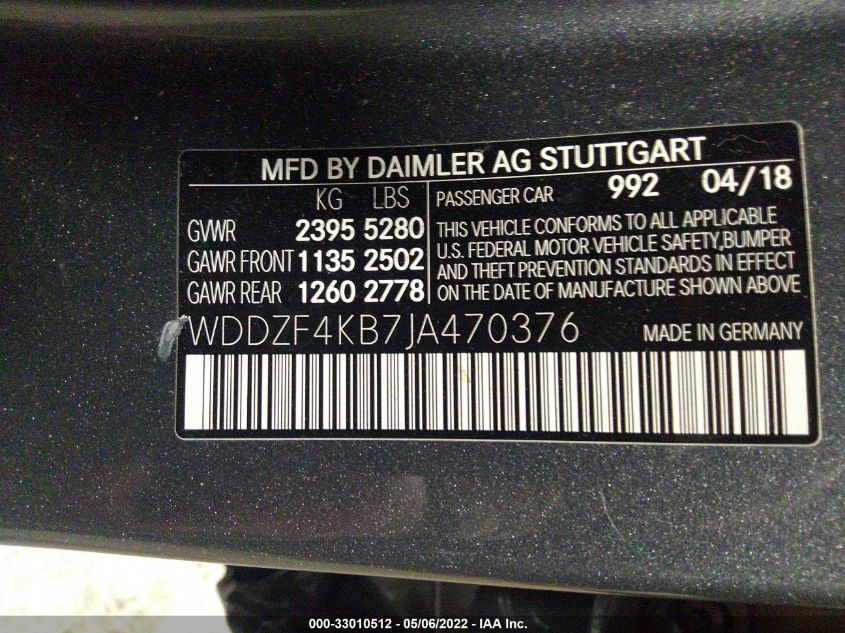 MFD BY DAIMLER AG STUTTGART
KG LBS
GVWR 2395 5280
GAWR FRONT 1135 2502
GAWR REAR 1260 2778
PASSENGER CAR 992 04/18
THIS VEHICLE CONFORMS TO ALL APPLICABLE
U.S. FEDERAL MOTOR VEHICLE SAFETY, BUMPER
AND THEFT PREVENTION STANDARDS IN EFFECT
ON THE DATE OF MANUFACTURE SHOWN ABOVE
WDDZF4KB7JA470376 MADE IN GERMANY
000-33010512 - 05/06/2022 - IAA Inc.